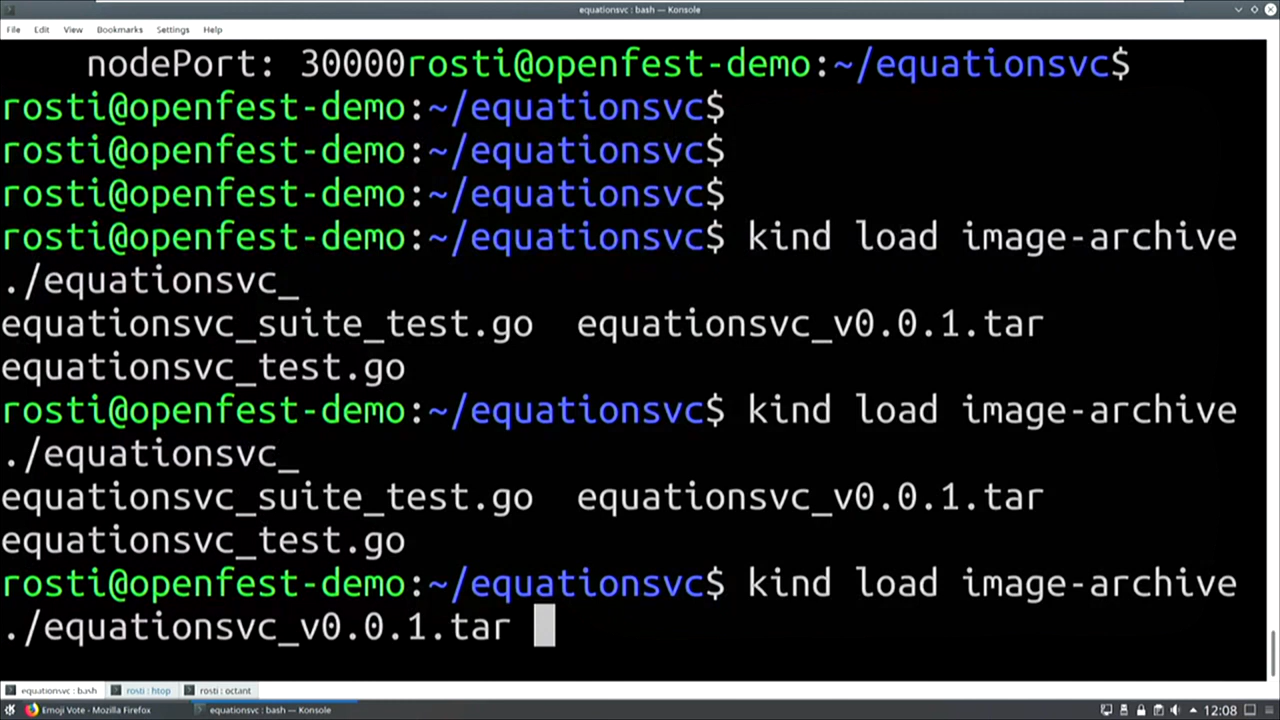 equationsvc : bash — Konsole
File Edit View Bookmarks Settings Help
nodePort: 30000rosti@openfest-demo:~/equationsvc$
rosti@openfest-demo:~/equationsvc$
rosti@openfest-demo:~/equationsvc$
rosti@openfest-demo:~/equationsvc$
rosti@openfest-demo:~/equationsvc$ kind load image-archive
./equationsvc_
equationsvc_suite_test.go equationsvc_v0.0.1.tar
equationsvc_test.go
rosti@openfest-demo:~/equationsvc$ kind load image-archive
./equationsvc_
equationsvc_suite_test.go equationsvc_v0.0.1.tar
equationsvc_test.go
rosti@openfest-demo:~/equationsvc$ kind load image-archive
./equationsvc_v0.0.1.tar
equationsvc : bash rosti : htop rosti : octant
Emoji Vote - Mozilla Firefox equationsvc : bash — Konsole 12:08